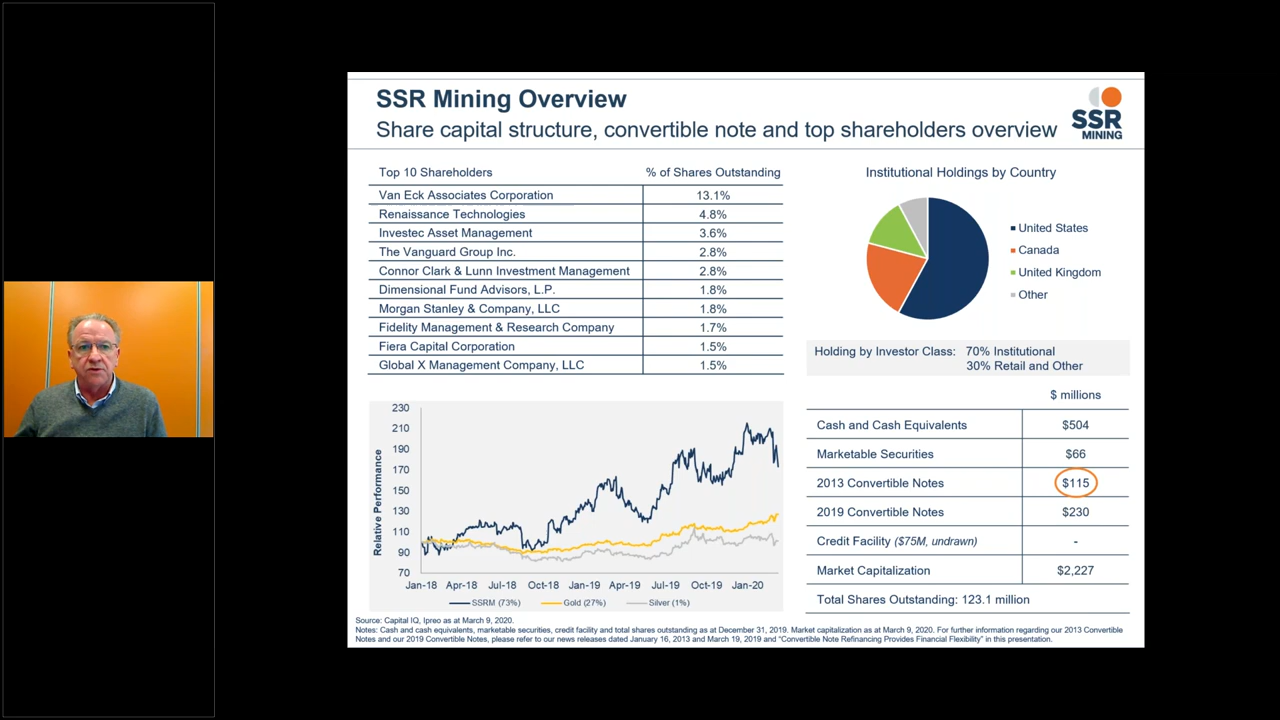 SSR Mining Overview
Share capital structure, convertible note and top shareholders overview
SSR
MINING
Top 10 Shareholders % of Shares Outstanding
Van Eck Associates Corporation 13.1%
Renaissance Technologies 4.8%
Investec Asset Management 3.6%
The Vanguard Group Inc. 2.8%
Connor Clark & Lunn Investment Management 2.8%
Dimensional Fund Advisors, L.P. 1.8%
Morgan Stanley & Company, LLC 1.8%
Fidelity Management & Research Company 1.7%
Fiera Capital Corporation 1.5%
Global X Management Company, LLC 1.5%
Institutional Holdings by Country
United States
Canada
United Kingdom
Other
Holding by Investor Class: 70% Institutional
30% Retail and Other
$ millions
Cash and Cash Equivalents $504
Marketable Securities $66
2013 Convertible Notes $115
2019 Convertible Notes $230
Credit Facility ($75M, undrawn) -
Market Capitalization $2,227
Total Shares Outstanding: 123.1 million
Relative Performance
230
210
190
170
150
130
110
90
70
Jan-18 Apr-18 Jul-18 Oct-18 Jan-19 Apr-19 Jul-19 Oct-19 Jan-20
SSRM (73%) Gold (27%) Silver (1%)
Source: Capital IQ, Ipreo as at March 9, 2020.
Notes: Cash and cash equivalents, marketable securities, credit facility and total shares outstanding as at December 31, 2019. Market capitalization as at March 9, 2020. For further information regarding our 2013 Convertible
Notes and our 2019 Convertible Notes, please refer to our news releases dated January 16, 2013 and March 19, 2019 and "Convertible Note Refinancing Provides Financial Flexibility" in this presentation.